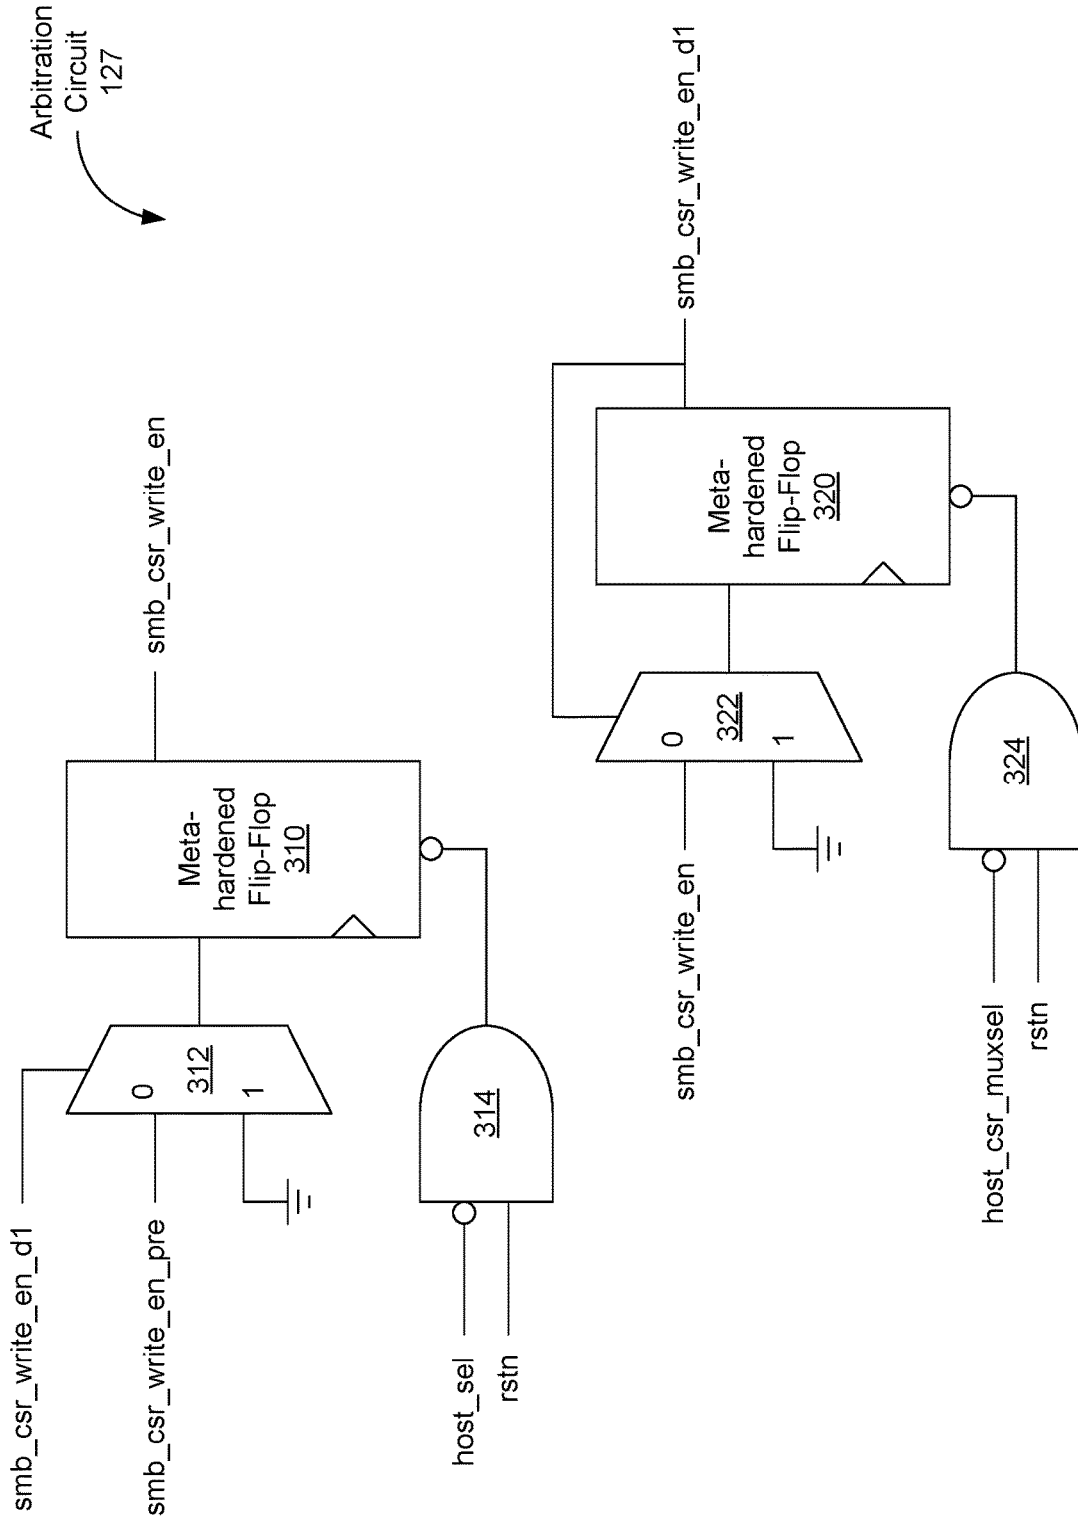 Arbitration
Circuit
127
smb_csr_write_en_d1
smb_csr_write_en_pre
0
1
312
Meta-
hardened
Flip-Flop
310
smb_csr_write_en
host_sel
rstn
314
smb_csr_write_en
0
1
322
Meta-
hardened
Flip-Flop
320
smb_csr_write_en_d1
host_csr_muxsel
rstn
324